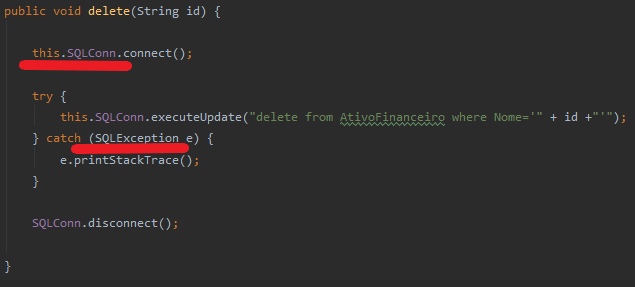 public void delete(String id) {
this.SQLConn.connect();
try {
this.SQLConn.executeUpdate("delete from AtivoFinanceiro where Nome='" + id +"'");
} catch (SQLException e) {
e.printStackTrace();
}
SQLConn.disconnect();
}